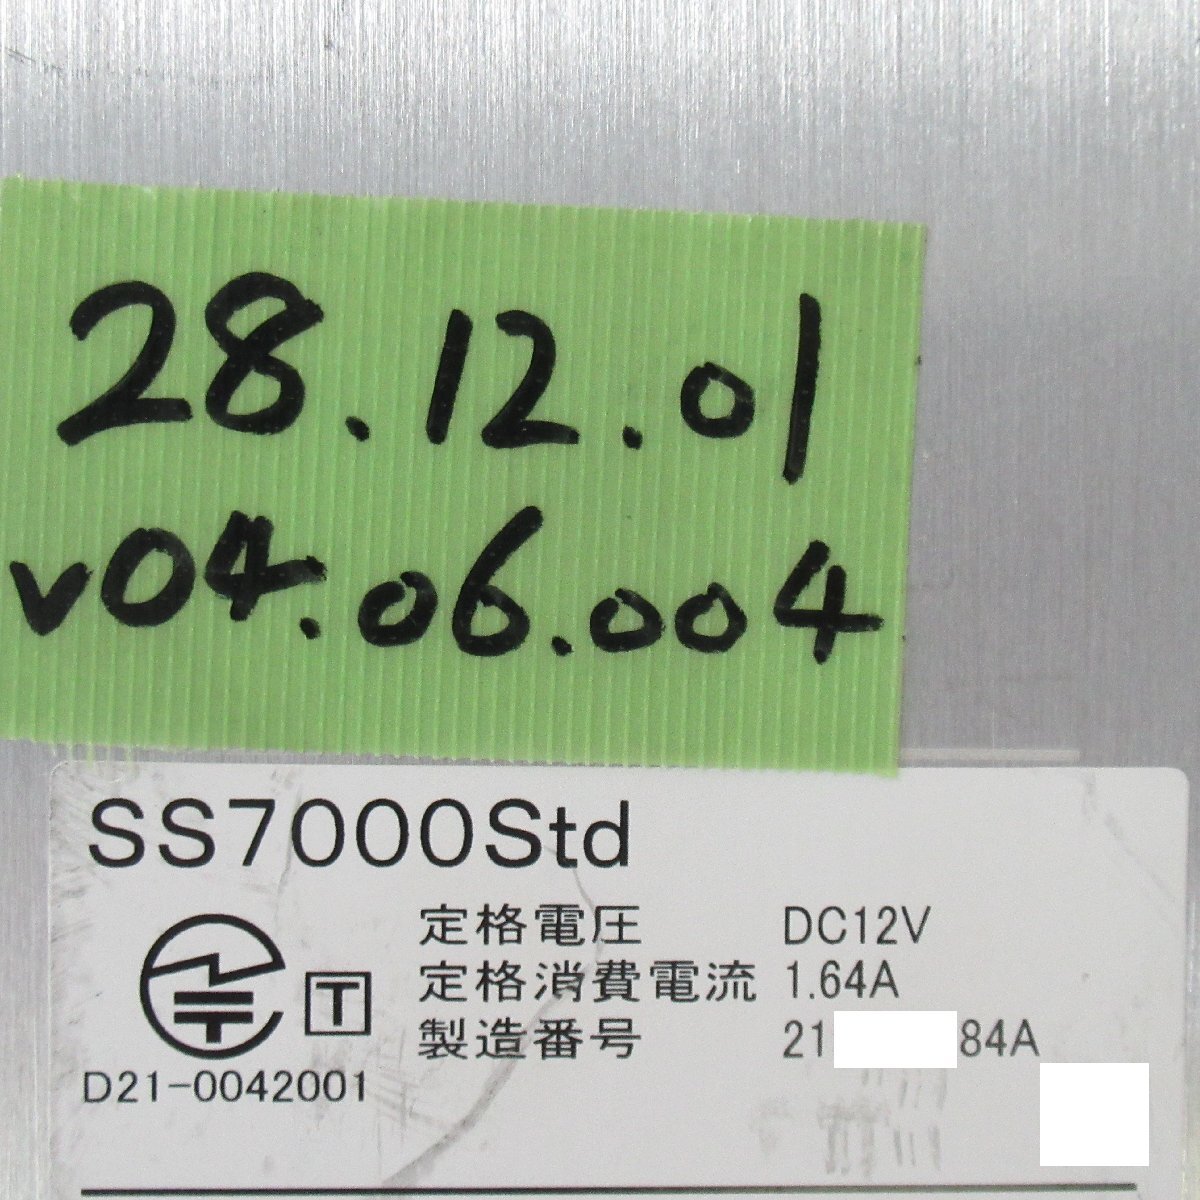 28.12.01
v04.06.004
SS7000Std
定格電圧 DC12V
定格消費電流 1.64A
製造番号 21 84A
T
D21-0042001